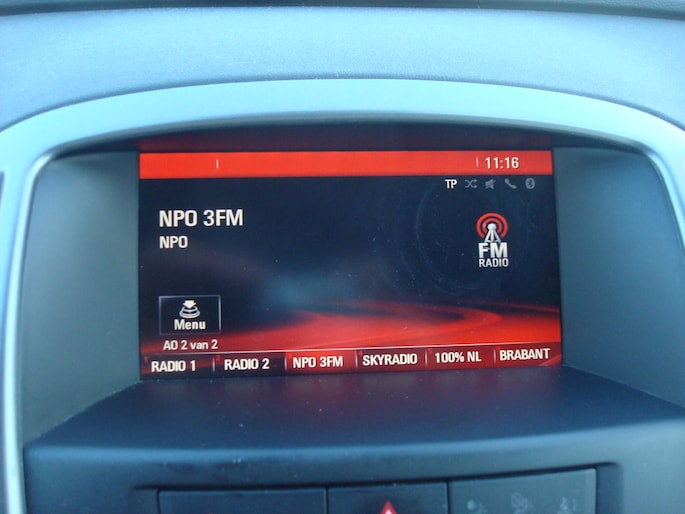 11:16
TP
NPO 3FM
NPO
FM
RADIO
Menu
AO 2 van 2
RADIO 1 RADIO 2 NPO 3FM SKYRADIO 100% NL BRABANT